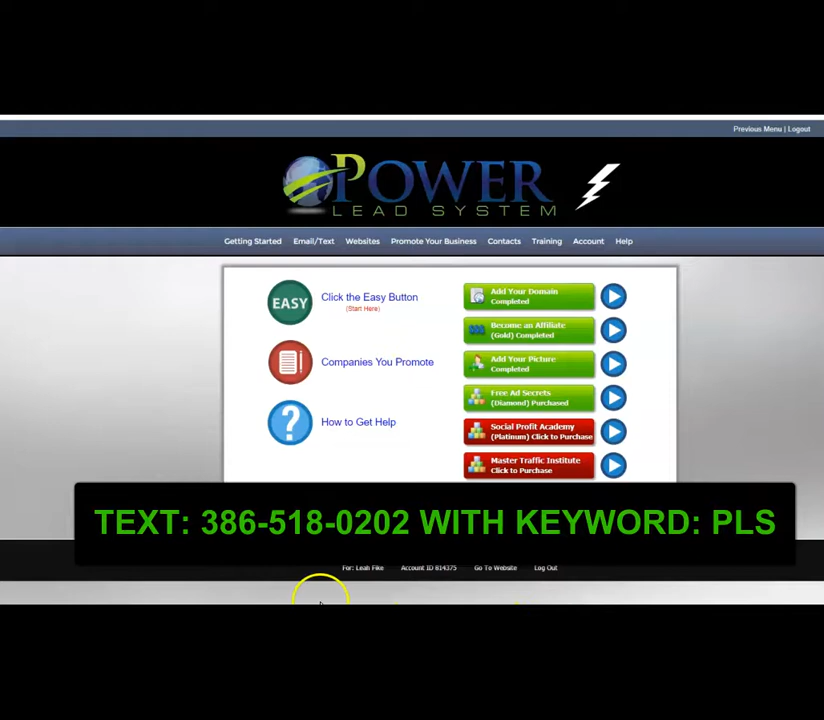 Previous Menu | Logout
POWER
LEAD SYSTEM
Getting Started Email/Text Websites Promote Your Business Contacts Training Account Help
EASY
Click the Easy Button
(Start Here)
Companies You Promote
How to Get Help
Add Your Domain
Completed
Become an Affiliate
(Gold) Completed
Add Your Picture
Completed
Free Ad Secrets
(Diamond) Purchased
Social Profit Academy
(Platinum) Click to Purchase
Master Traffic Institute
Click to Purchase
TEXT: 386-518-0202 WITH KEYWORD: PLS
For: Leah Fike Account ID 814375 Go To Website Log Out